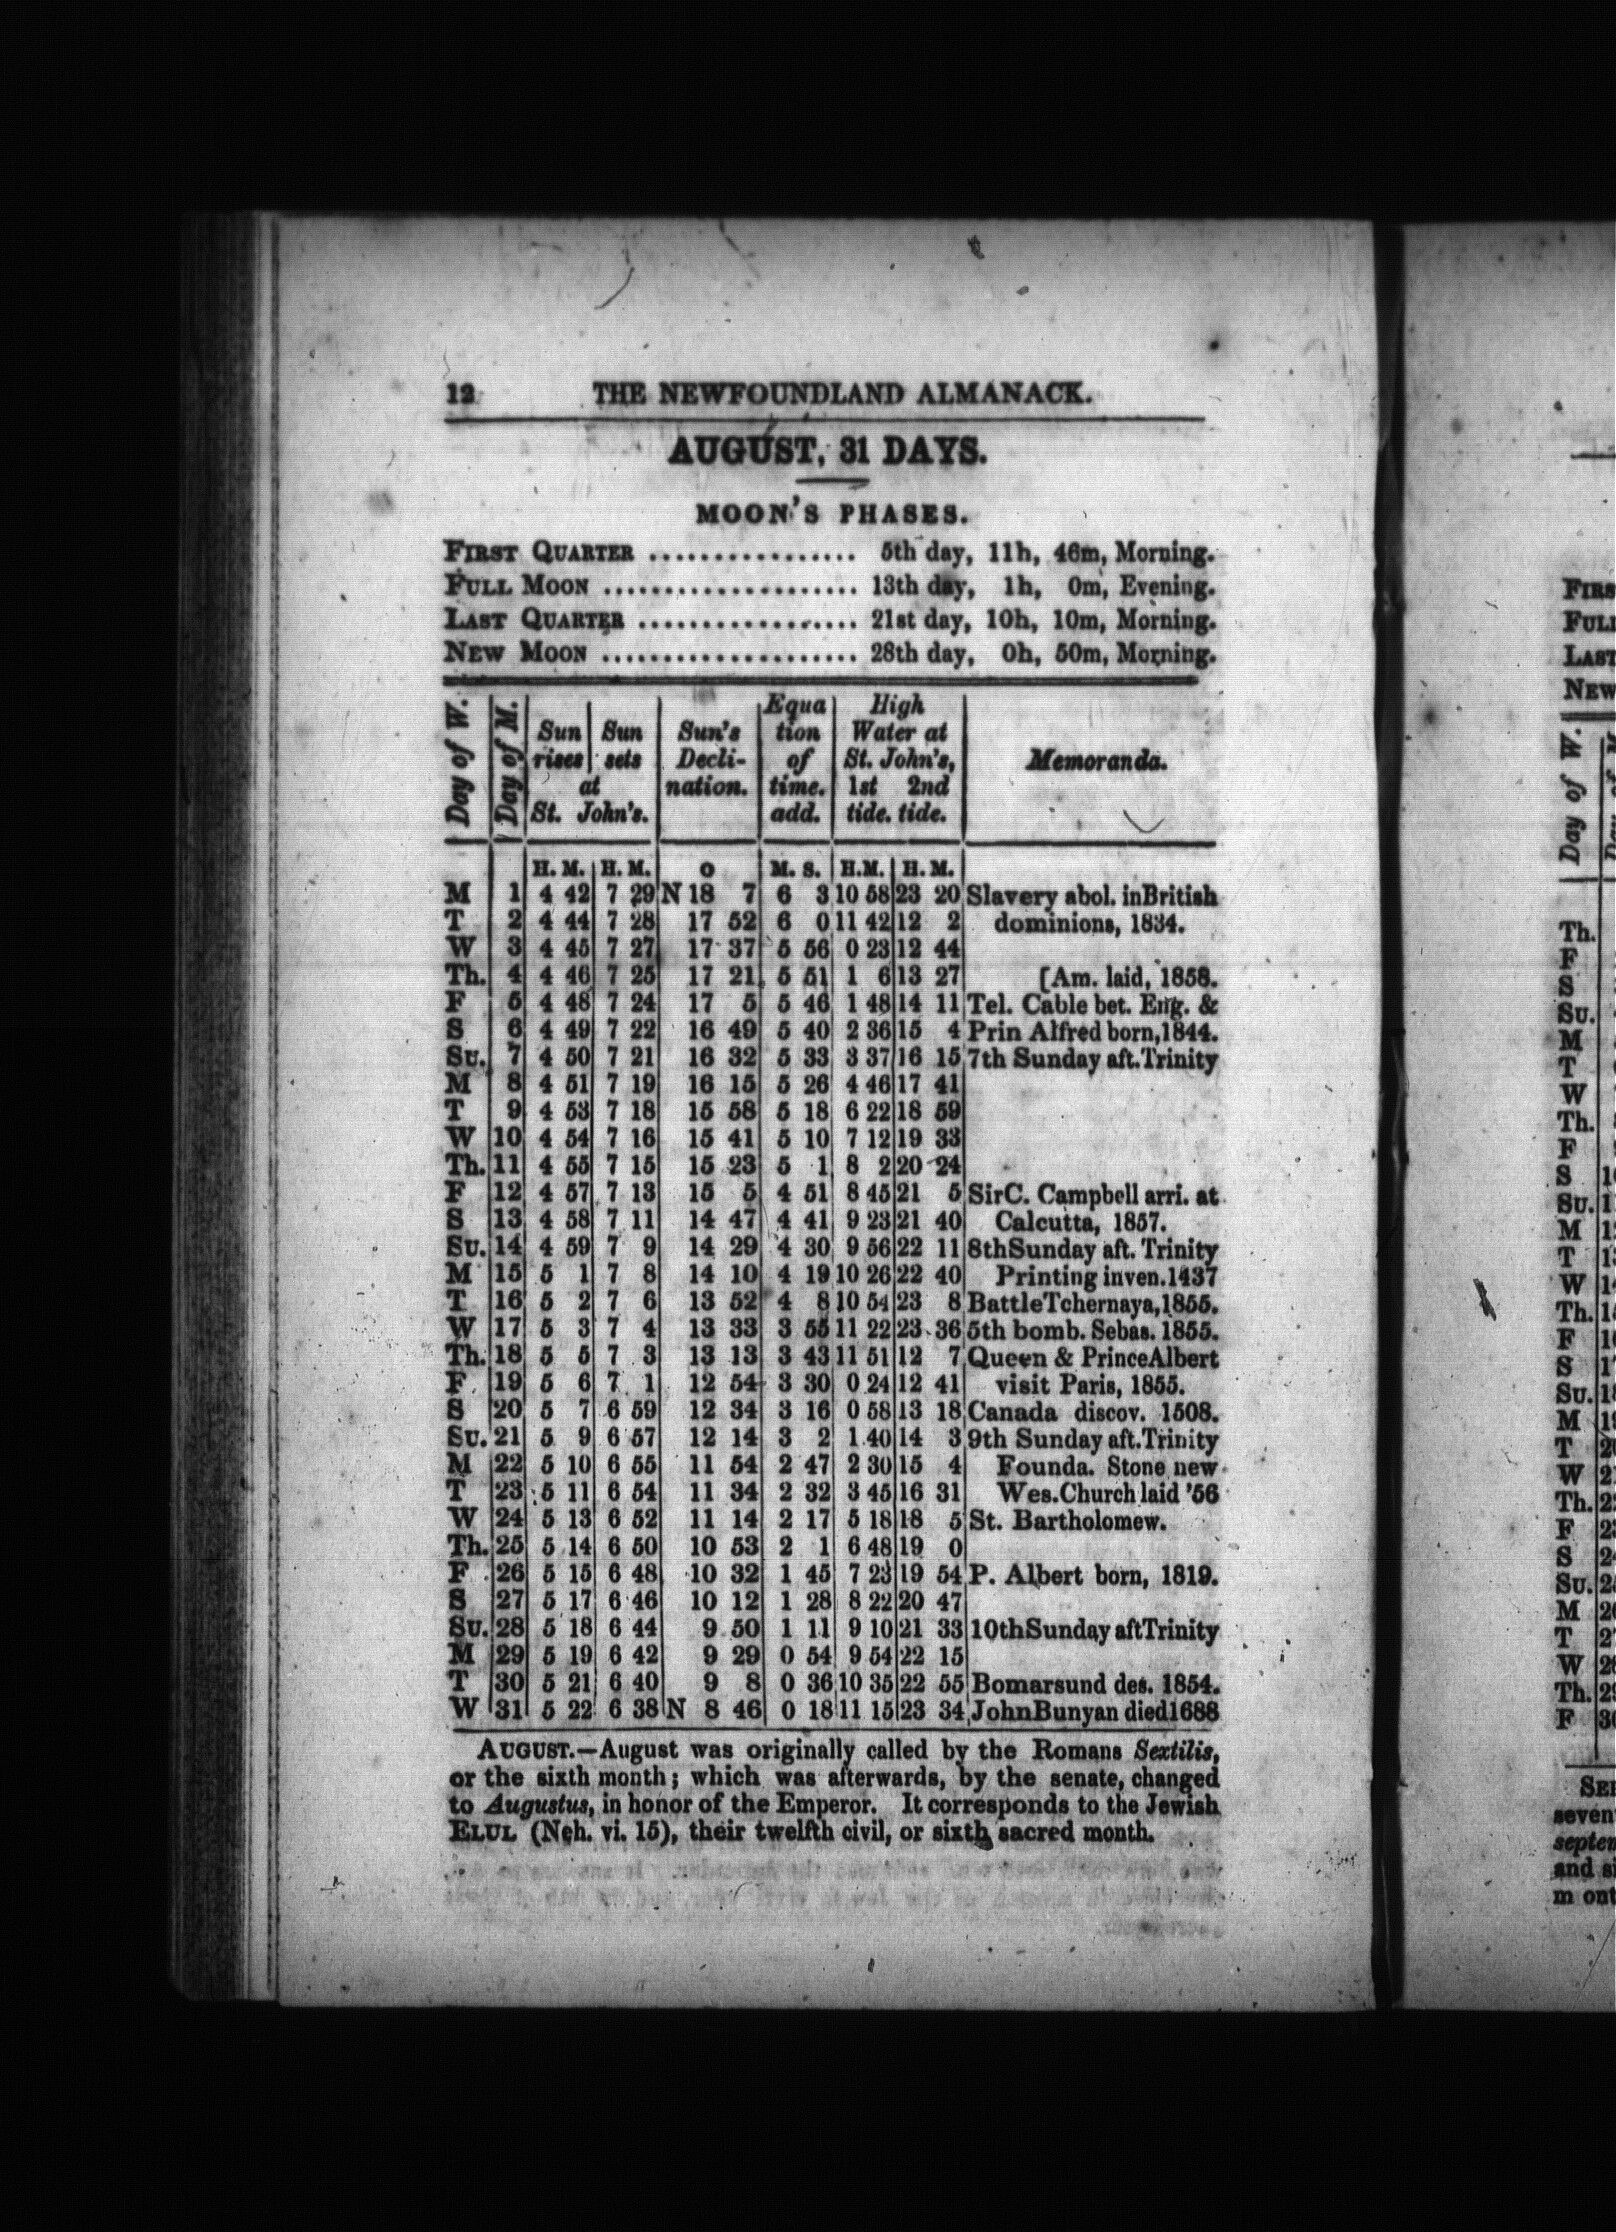 12 THE NEWFOUNDLAND ALMANACK.
AUGUST, 31 DAYS.
MOON'S PHASES.
FIRST QUARTER ................ 5th day, 11h, 46m, Morning.
FULL MOON .................... 13th day, 1h, 0m, Evening.
LAST QUARTER ................. 21st day, 10h, 10m, Morning.
NEW MOON ..................... 28th day, 0h, 50m, Morning.
Day of W. Day of M. Sun rises Sun sets at St. John's. Sun's Decli- nation. Equa tion of time. add. High Water at St. John's, 1st tide. 2nd tide. Memoranda.
H. M. H. M. o M. S. H.M. H. M.
M 1 4 42 7 29 N 18 7 6 3 10 58 23 20 Slavery abol. inBritish
T 2 4 44 7 28 17 52 6 0 11 42 12 2 dominions, 1834.
W 3 4 45 7 27 17 37 5 56 0 23 12 44
Th. 4 4 46 7 25 17 21 5 51 1 6 13 27 [Am. laid, 1858.
F 5 4 48 7 24 17 5 5 46 1 48 14 11 Tel. Cable bet. Eng. &
S 6 4 49 7 22 16 49 5 40 2 36 15 4 Prin Alfred born,1844.
Su. 7 4 50 7 21 16 32 5 33 3 37 16 15 7th Sunday aft.Trinity
M 8 4 51 7 19 16 15 5 26 4 46 17 41
T 9 4 53 7 18 15 58 5 18 6 22 18 59
W 10 4 54 7 16 15 41 5 10 7 12 19 33
Th. 11 4 55 7 15 15 23 5 1 8 2 20 24
F 12 4 57 7 13 15 5 4 51 8 45 21 5 SirC. Campbell arri. at
S 13 4 58 7 11 14 47 4 41 9 23 21 40 Calcutta, 1857.
Su. 14 4 59 7 9 14 29 4 30 9 56 22 11 8thSunday aft. Trinity
M 15 5 1 7 8 14 10 4 19 10 26 22 40 Printing inven.1437
T 16 5 2 7 6 13 52 4 8 10 54 23 8 BattleTchernaya,1855.
W 17 5 3 7 4 13 33 3 55 11 22 23 36 5th bomb. Sebas. 1855.
Th. 18 5 5 7 3 13 13 3 43 11 51 12 7 Queen & PrinceAlbert
F 19 5 6 7 1 12 54 3 30 0 24 12 41 visit Paris, 1855.
S 20 5 7 6 59 12 34 3 16 0 58 13 18 Canada discov. 1508.
Su. 21 5 9 6 57 12 14 3 2 1 40 14 3 9th Sunday aft.Trinity
M 22 5 10 6 55 11 54 2 47 2 30 15 4 Founda. Stone new
T 23 5 11 6 54 11 34 2 32 3 45 16 31 Wes.Church laid '56
W 24 5 13 6 52 11 14 2 17 5 18 18 5 St. Bartholomew.
Th. 25 5 14 6 50 10 53 2 1 6 48 19 0
F 26 5 15 6 48 10 32 1 45 7 23 19 54 P. Albert born, 1819.
S 27 5 17 6 46 10 12 1 28 8 22 20 47
Su. 28 5 18 6 44 9 50 1 11 9 10 21 33 10thSunday aftTrinity
M 29 5 19 6 42 9 29 0 54 9 54 22 15
T 30 5 21 6 40 9 8 0 36 10 35 22 55 Bomarsund des. 1854.
W 31 5 22 6 38 N 8 46 0 18 11 15 23 34 JohnBunyan died1688
AUGUST.—August was originally called by the Romans Sextilis,
or the sixth month; which was afterwards, by the senate, changed
to Augustus, in honor of the Emperor. It corresponds to the Jewish
ELUL (Neh. vi. 15), their twelfth civil, or sixth sacred month.
Day of W.
Th.
F
S
Su.
M
T
W
Th.
F
S
Su.
M
T
W
Th.
F
S
Su.
M
T
W
Th.
F
S
Su.
M
T
W
Th.
F
and